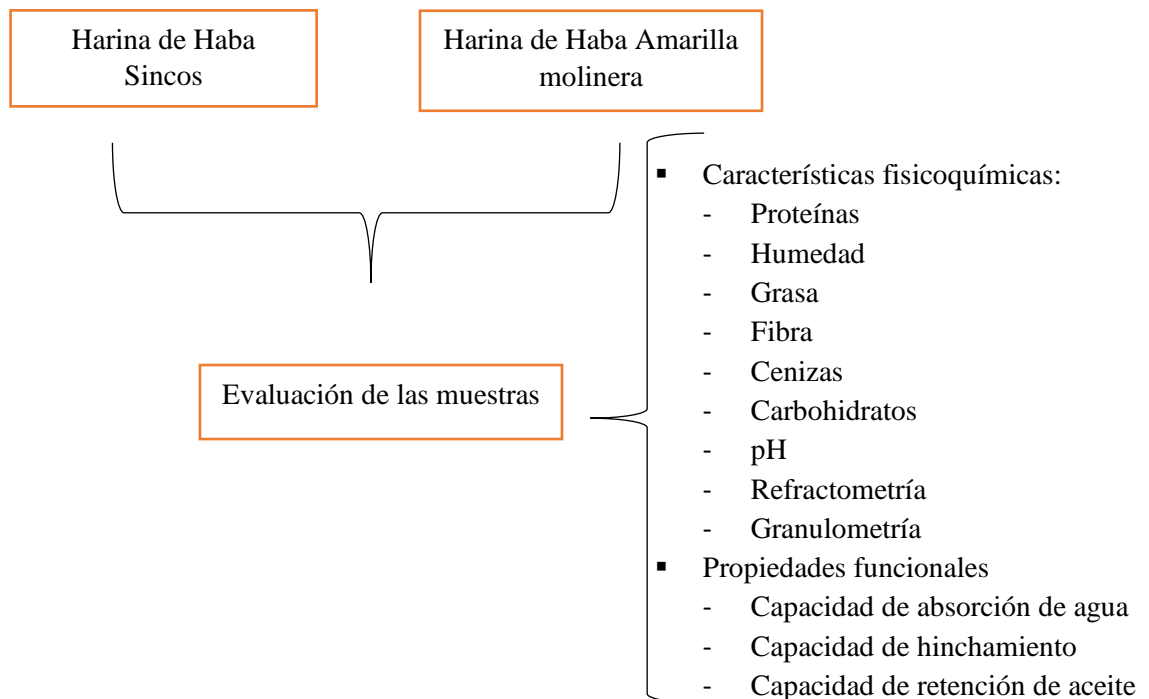 Harina de Haba
Sincos
Harina de Haba Amarilla
molinera
Evaluación de las muestras
▪ Características fisicoquímicas:
- Proteínas
- Humedad
- Grasa
- Fibra
- Cenizas
- Carbohidratos
- pH
- Refractometría
- Granulometría
▪ Propiedades funcionales
- Capacidad de absorción de agua
- Capacidad de hinchamiento
- Capacidad de retención de aceite